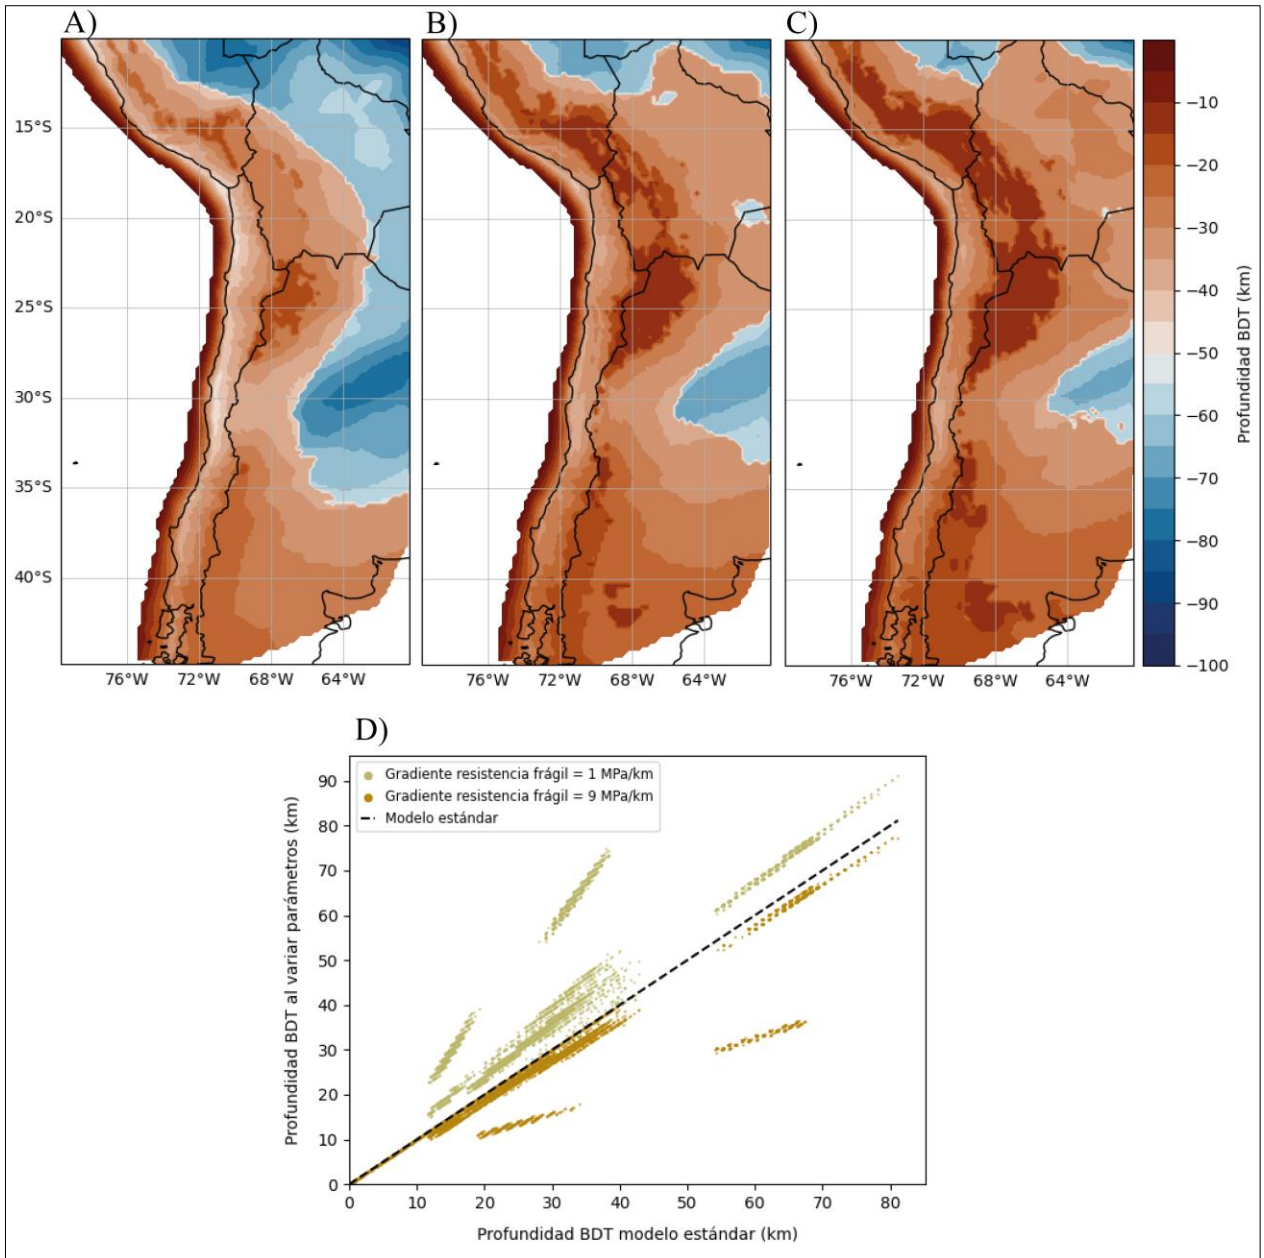 A)
B)
C)
15°S
20°S
25°S
30°S
35°S
40°S
76°W 72°W 68°W 64°W
76°W 72°W 68°W 64°W
76°W 72°W 68°W 64°W
−10
−20
−30
−40
−50
−60
−70
−80
−90
−100
Profundidad BDT (km)
D)
Gradiente resistencia frágil = 1 MPa/km
Gradiente resistencia frágil = 9 MPa/km
Modelo estándar
Profundidad BDT al variar parámetros (km)
90
80
70
60
50
40
30
20
10
0
0 10 20 30 40 50 60 70 80
Profundidad BDT modelo estándar (km)